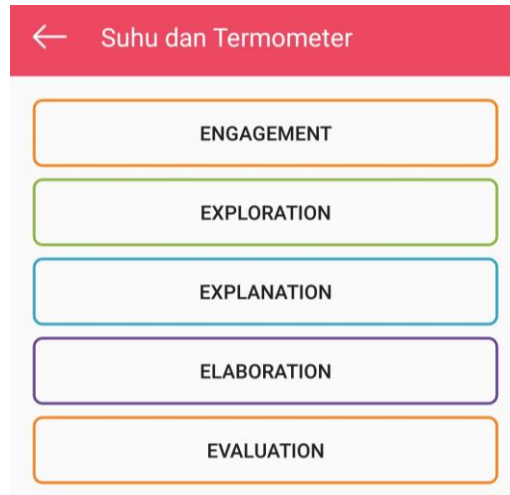 Suhu dan Termometer
ENGAGEMENT
EXPLORATION
EXPLANATION
ELABORATION
EVALUATION